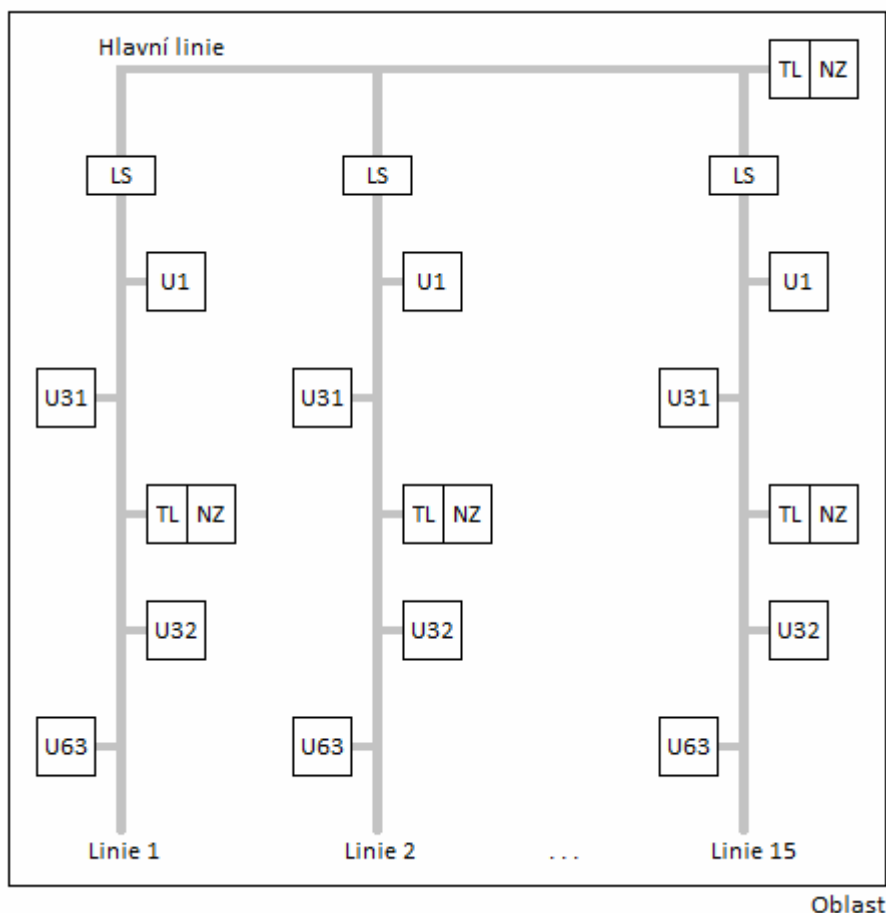 Hlavní linie
TL NZ
LS LS LS
U1 U1 U1
U31 U31 U31
TL NZ TL NZ TL NZ
U32 U32 U32
U63 U63 U63
Linie 1 Linie 2 ... Linie 15
Oblast